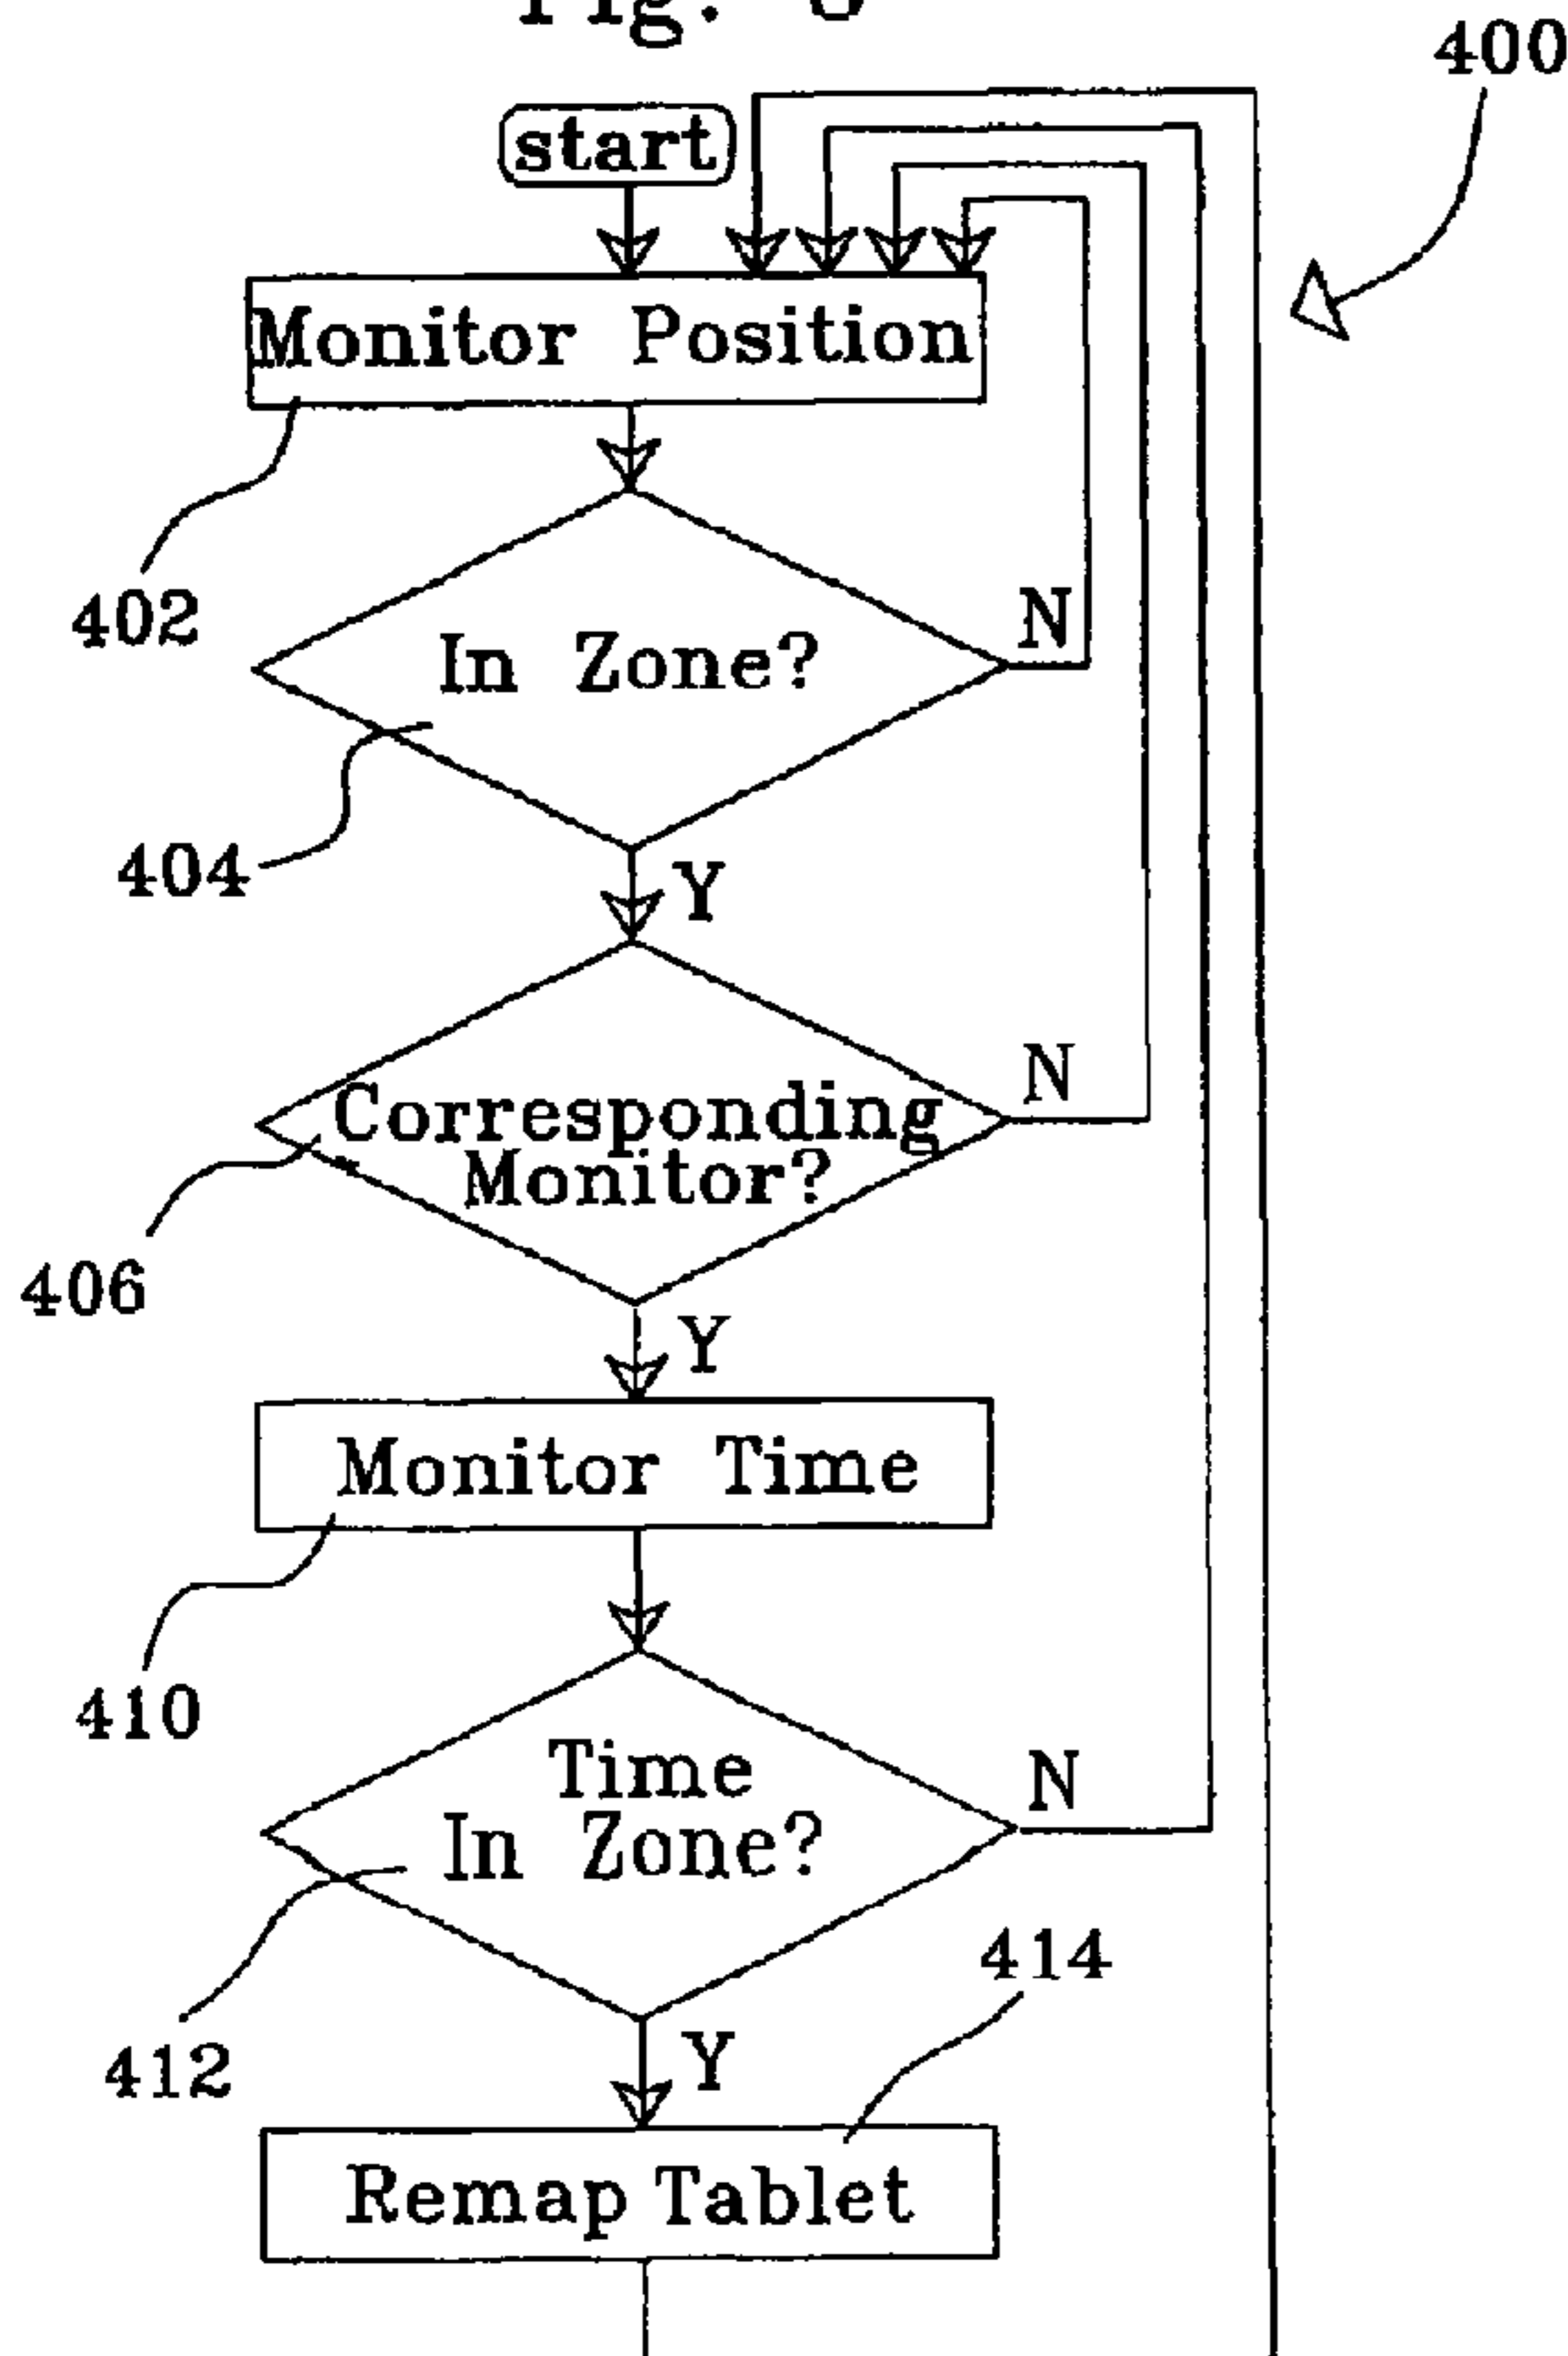 Fig.
400
start
Monitor Position
402
N
In Zone?
404
Y
N
Corresponding
Monitor?
406
Y
Monitor Time
410
Time
N
In Zone?
414
412
Y
Remap Tablet